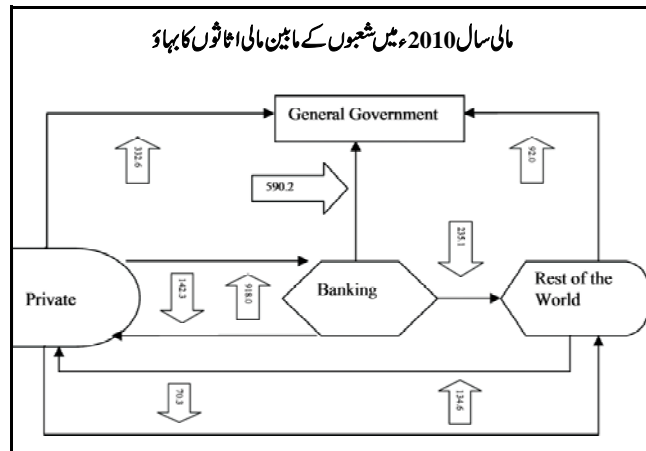 مالی سال 2010ء میں شعبوں کے مابین مالی اثاثوں کا بہاؤ
General Government
332.6
92.0
590.2
235.1
Private
142.3
918.0
Banking
Rest of the
World
70.3
134.6